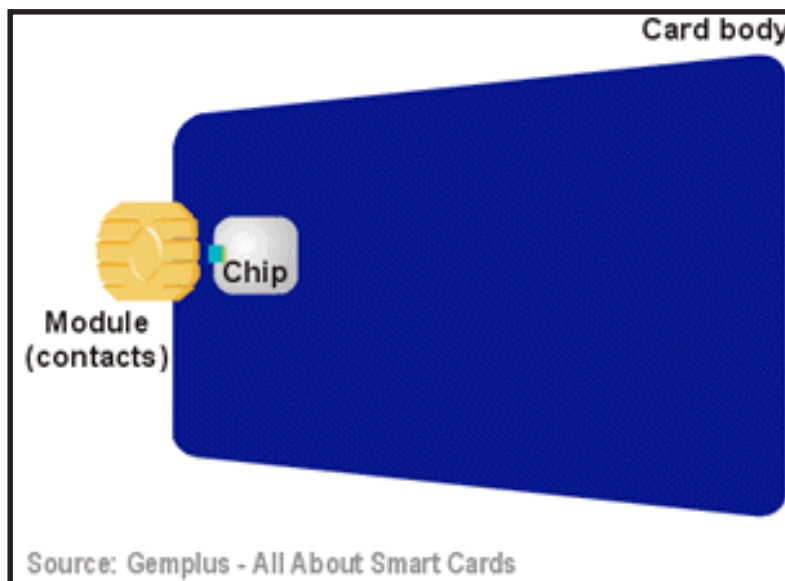 Card body
Chip
Module
(contacts)
Source: Gemplus - All About Smart Cards